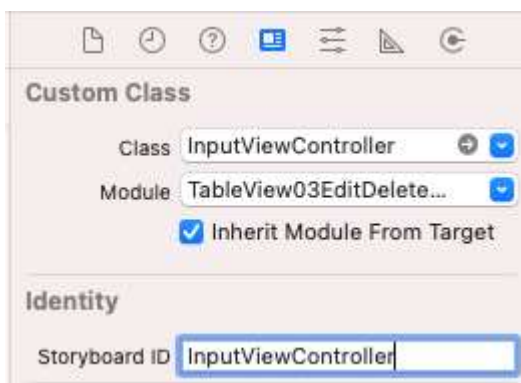 Custom Class
Class InputViewController
Module TableView03EditDelete...
Inherit Module From Target
Identity
Storyboard ID InputViewController